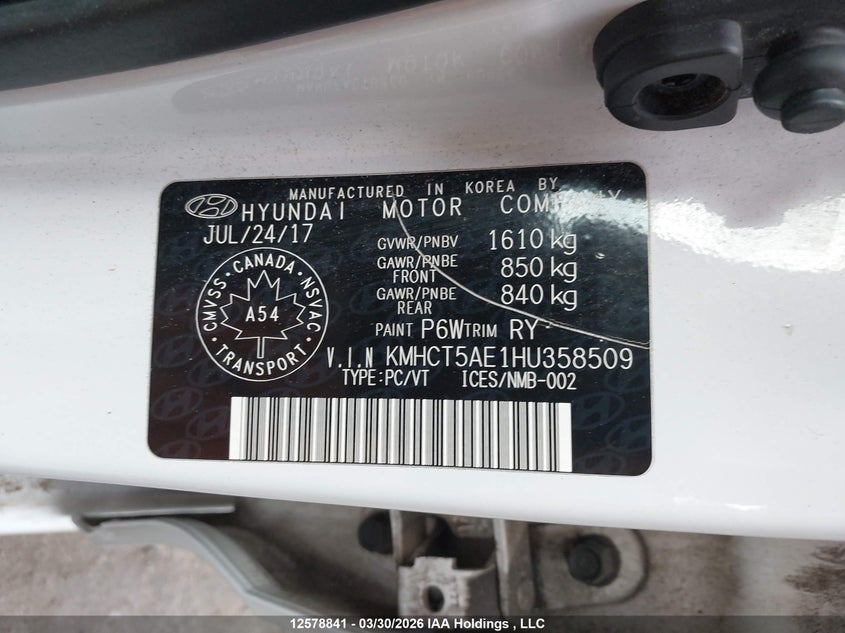 MANUFACTURED IN KOREA BY
HYUNDAI MOTOR COMPANY
JUL/24/17
GVWR/PNBV 1610 kg
GAWR/PNBE FRONT 850 kg
GAWR/PNBE REAR 840 kg
CMVSS · CANADA · NSVAC
A54
· TRANSPORT ·
PAINT P6W TRIM RY
V.I.N KMHCT5AE1HU358509
TYPE:PC/VT ICES/NMB-002
12578841 - 03/30/2026 IAA Holdings , LLC